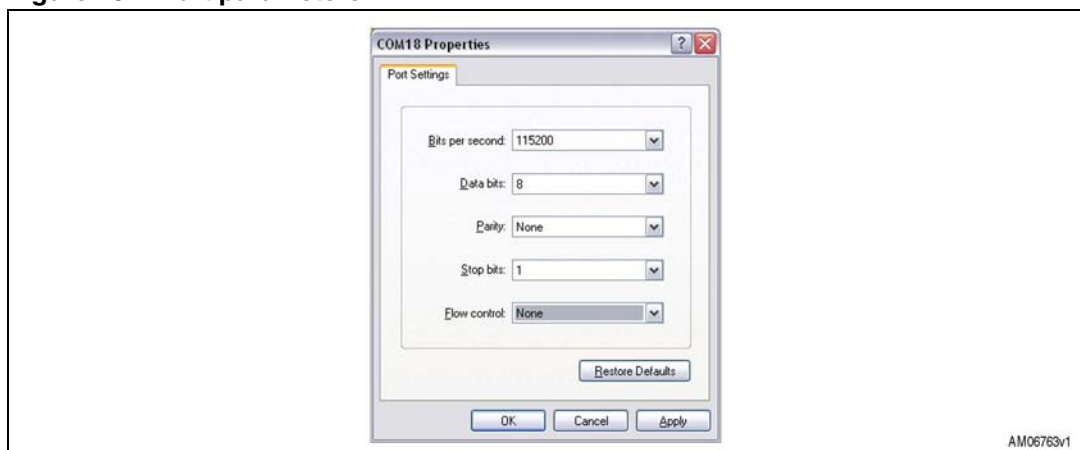 COM18 Properties
Port Settings
Bits per second: 115200
Data bits: 8
Parity: None
Stop bits: 1
Flow control: None
Restore Defaults
OK Cancel Apply
AM06763v1